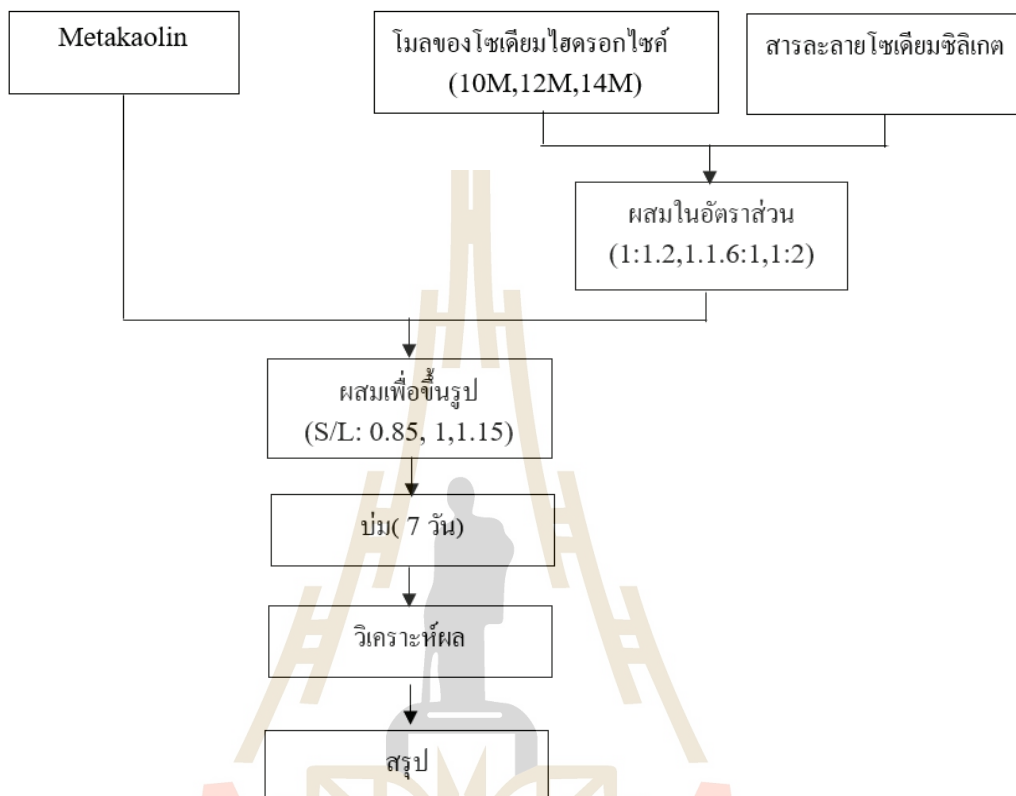 Metakaolin
โมลของโซเดียมไฮดรอกไซค์
(10M,12M,14M)
สารละลายโซเดียมซิลิเกต
ผสมในอัตราส่วน
(1:1.2,1.1.6:1,1:2)
ผสมเพื่อขึ้นรูป
(S/L: 0.85, 1,1.15)
บ่ม( 7 วัน)
วิเคราะห์ผล
สรุป